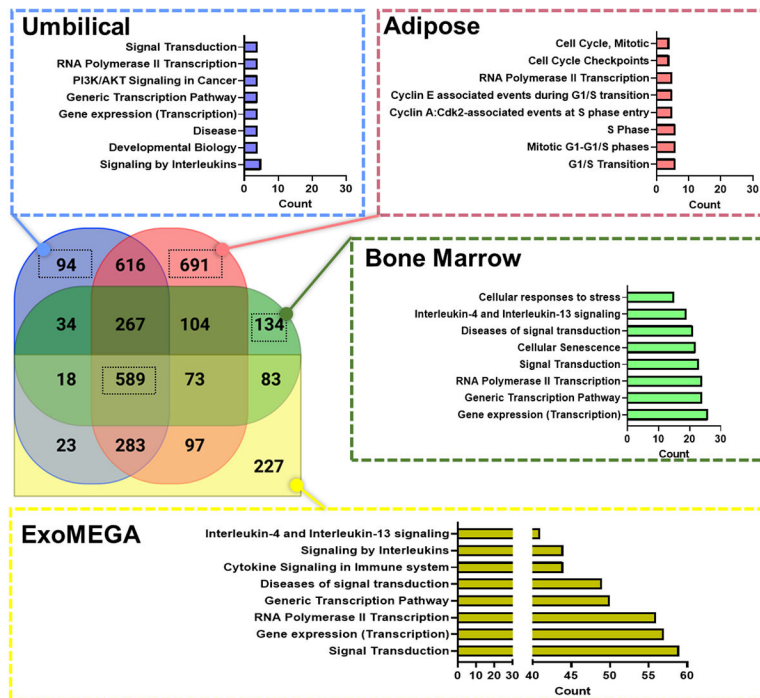 Umbilical
Signal Transduction
RNA Polymerase II Transcription
PI3K/AKT Signaling in Cancer
Generic Transcription Pathway
Gene expression (Transcription)
Disease
Developmental Biology
Signaling by Interleukins
0 10 20 30
Count
Adipose
Cell Cycle, Mitotic
Cell Cycle Checkpoints
RNA Polymerase II Transcription
Cyclin E associated events during G1/S transition
Cyclin A:Cdk2-associated events at S phase entry
S Phase
Mitotic G1-G1/S phases
G1/S Transition
0 10 20 30
Count
94 616 691
34 267 104 134
18 589 73 83
23 283 97
227
Bone Marrow
Cellular responses to stress
Interleukin-4 and Interleukin-13 signaling
Diseases of signal transduction
Cellular Senescence
Signal Transduction
RNA Polymerase II Transcription
Generic Transcription Pathway
Gene expression (Transcription)
0 10 20 30
Count
ExoMEGA
Interleukin-4 and Interleukin-13 signaling
Signaling by Interleukins
Cytokine Signaling in Immune system
Diseases of signal transduction
Generic Transcription Pathway
RNA Polymerase II Transcription
Gene expression (Transcription)
Signal Transduction
0 10 20 30 40 45 50 55 60
Count